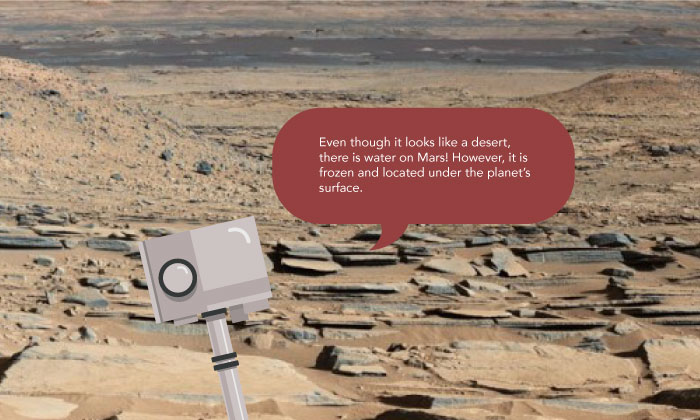 Even though it looks like a desert,
there is water on Mars! However, it is
frozen and located under the planet's
surface.